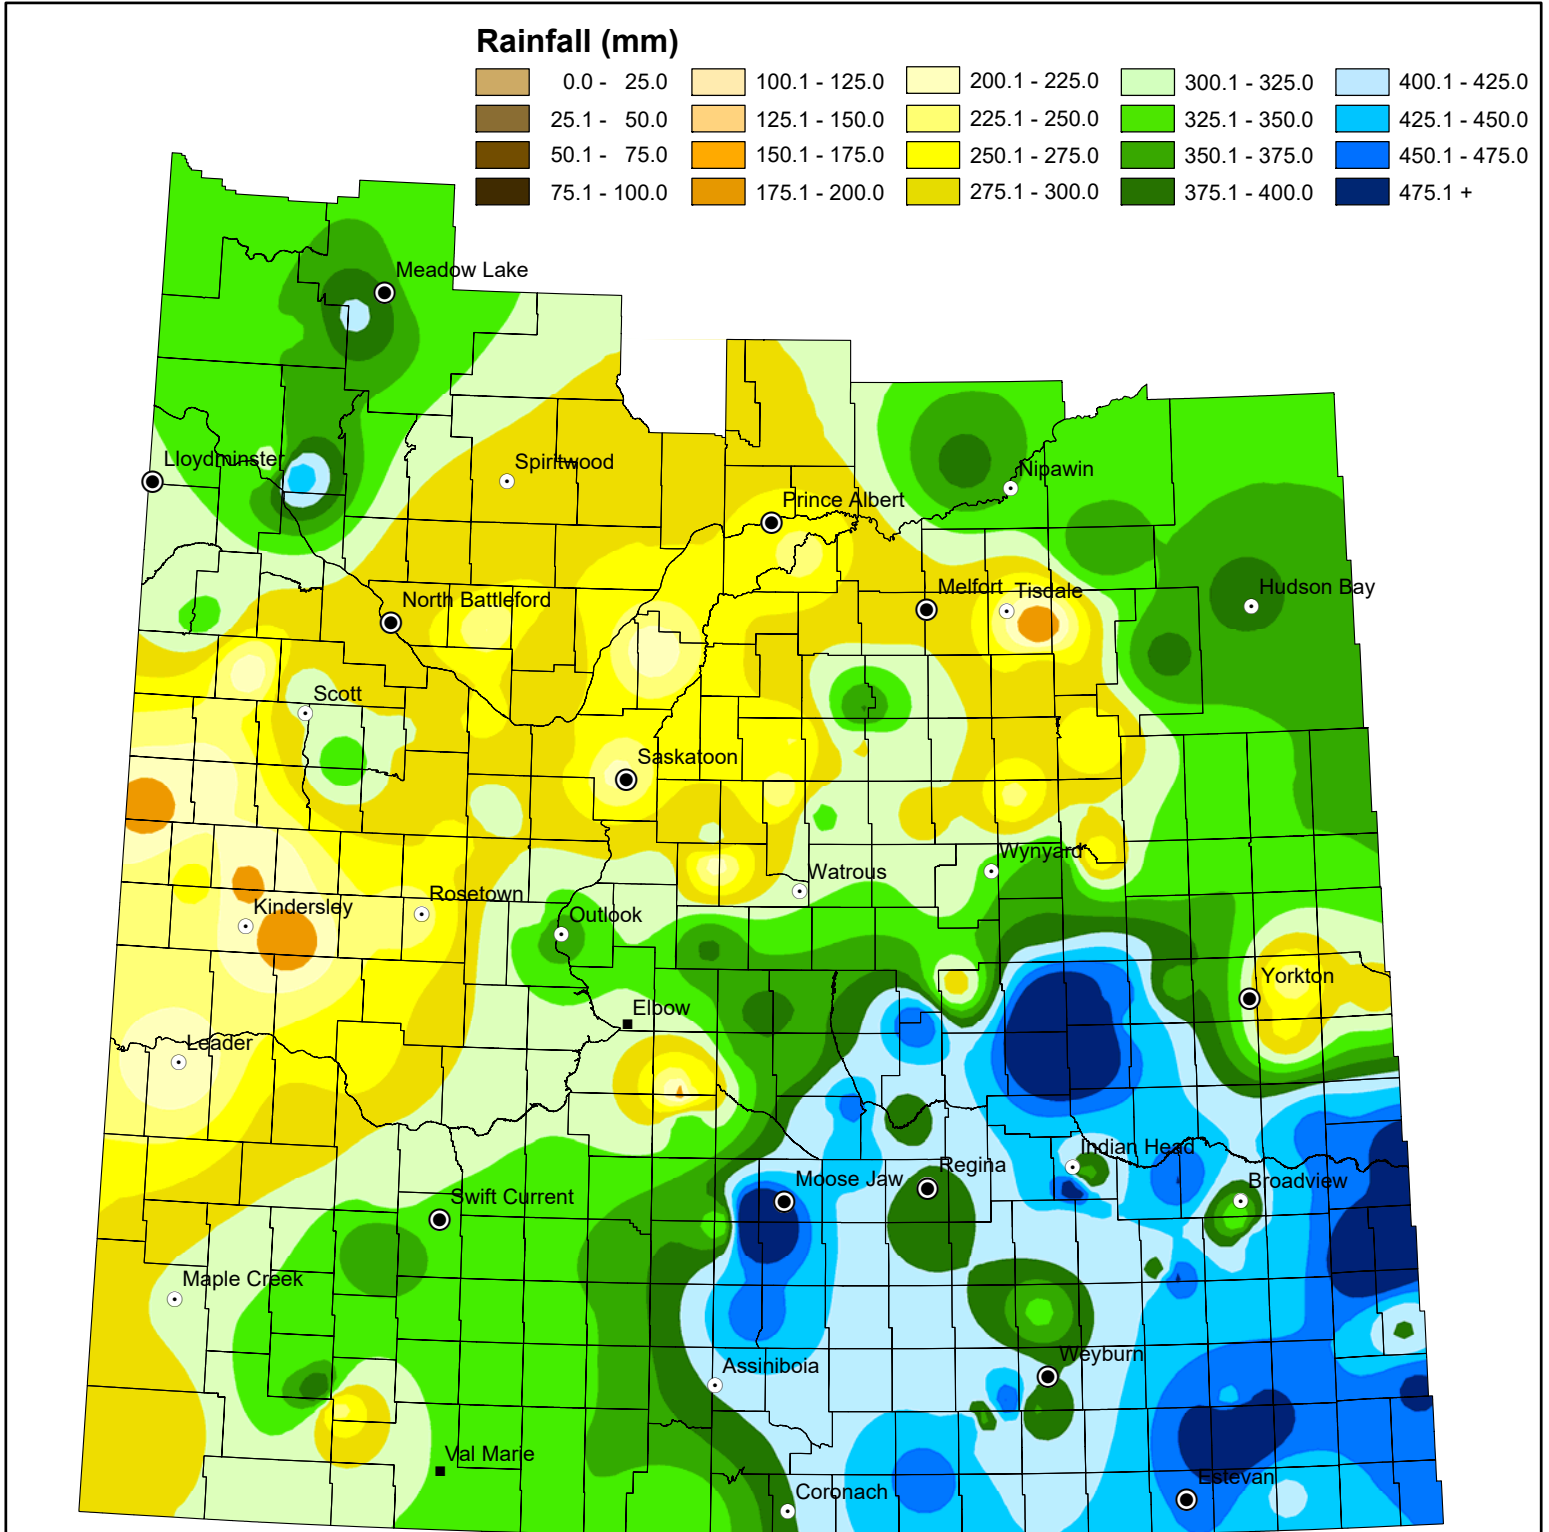 Rainfall (mm)
0.0 - 25.0 100.1 - 125.0 200.1 - 225.0 300.1 - 325.0 400.1 - 425.0
25.1 - 50.0 125.1 - 150.0 225.1 - 250.0 325.1 - 350.0 425.1 - 450.0
50.1 - 75.0 150.1 - 175.0 250.1 - 275.0 350.1 - 375.0 450.1 - 475.0
75.1 - 100.0 175.1 - 200.0 275.1 - 300.0 375.1 - 400.0 475.1 +
Meadow Lake
Lloydminster
Spiritwood
Nipawin
Prince Albert
Hudson Bay
Melfort Tisdale
North Battleford
Scott
Saskatoon
Wynyard
Watrous
Rosetown
Kindersley
Outlook
Yorkton
Elbow
Leader
Indian Head
Regina
Moose Jaw
Broadview
Swift Current
Maple Creek
Weyburn
Assiniboia
Val Marie
Estevan
Coronach